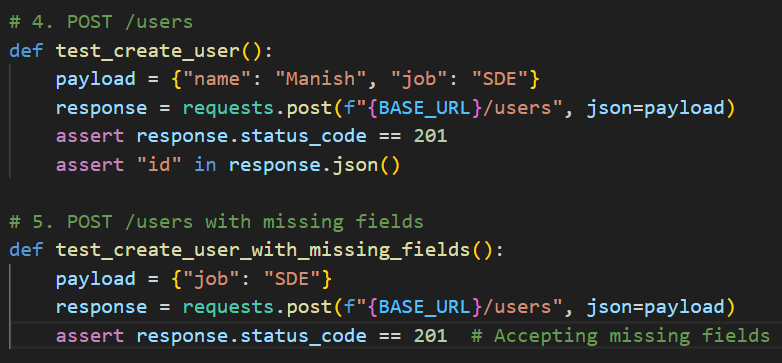 # 4. POST /users
def test_create_user():
    payload = {"name": "Manish", "job": "SDE"}
    response = requests.post(f"{BASE_URL}/users", json=payload)
    assert response.status_code == 201
    assert "id" in response.json()

# 5. POST /users with missing fields
def test_create_user_with_missing_fields():
    payload = {"job": "SDE"}
    response = requests.post(f"{BASE_URL}/users", json=payload)
    assert response.status_code == 201  # Accepting missing fields